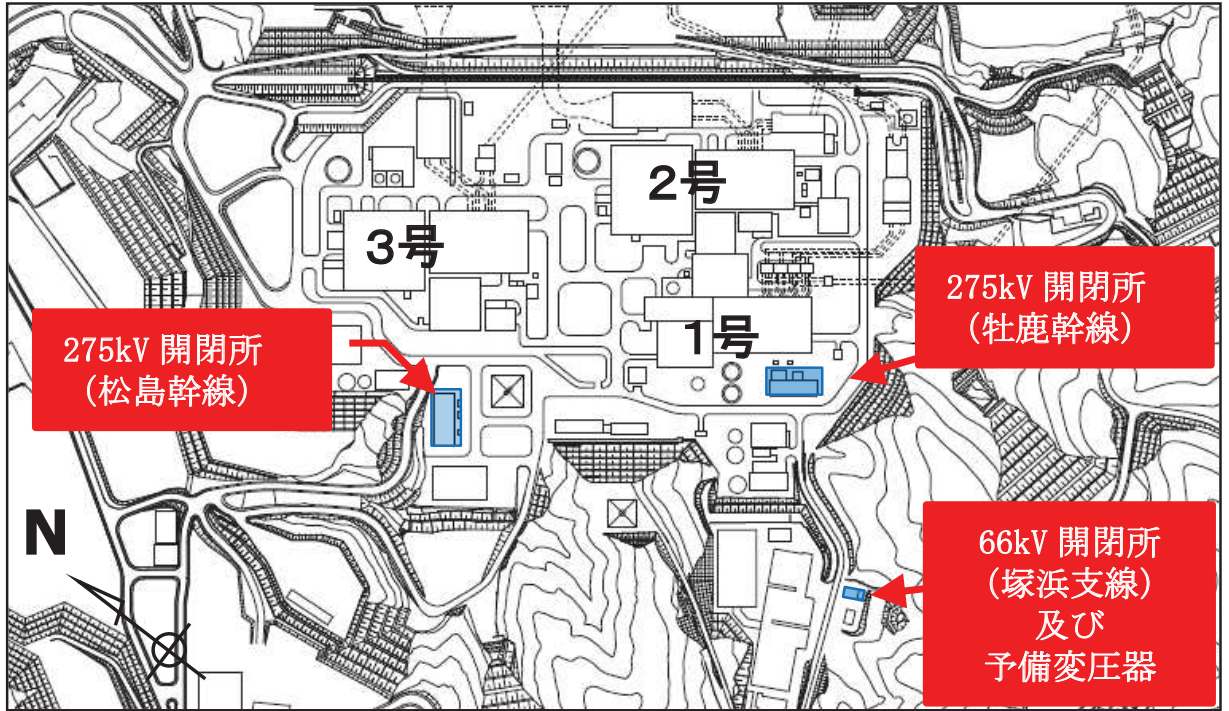 2号
3号
1号
275kV 開閉所
(牡鹿幹線)
275kV 開閉所
(松島幹線)
66kV 開閉所
(塚浜支線)
及び
予備変圧器
N